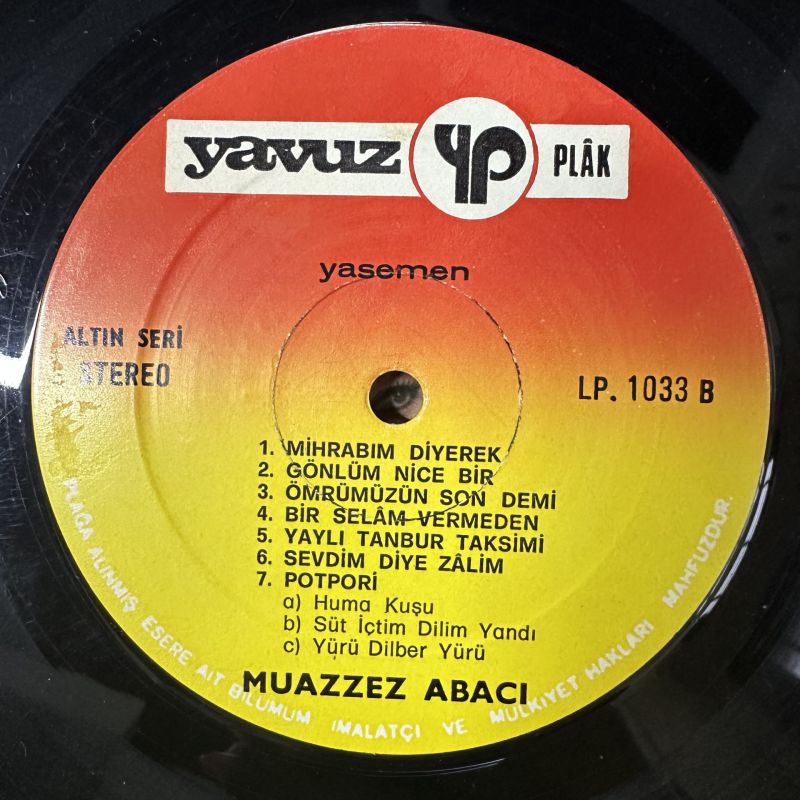 yavuz YP PLÂK
yasemen
ALTIN SERİ
STEREO
LP. 1033 B
1. MİHRABIM DİYEREK
2. GÖNLÜM NİCE BİR
3. ÖMRÜMÜZÜN SON DEMİ
4. BİR SELÂM VERMEDEN
5. YAYLI TANBUR TAKSİMİ
6. SEVDİM DİYE ZÂLİM
7. POTPORİ
a) Huma Kuşu
b) Süt İçtim Dilim Yandı
c) Yürü Dilber Yürü
MUAZZEZ ABACI
PLAĞA ALINMIŞ ESERE AİT BİLUMUM İMALATÇI VE MÜLKİYET HAKLARI MAHFUZDUR.